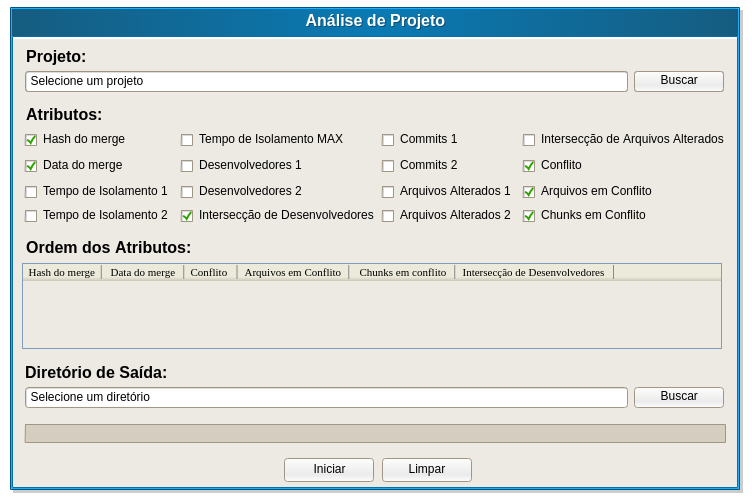 Análise de Projeto
Projeto:
Selecione um projeto Buscar
Atributos:
Hash do merge Tempo de Isolamento MAX Commits 1 Intersecção de Arquivos Alterados
Data do merge Desenvolvedores 1 Commits 2 Conflito
Tempo de Isolamento 1 Desenvolvedores 2 Arquivos Alterados 1 Arquivos em Conflito
Tempo de Isolamento 2 Intersecção de Desenvolvedores Arquivos Alterados 2 Chunks em Conflito
Ordem dos Atributos:
Hash do merge Data do merge Conflito Arquivos em Conflito Chunks em conflito Intersecção de Desenvolvedores
Diretório de Saída:
Selecione um diretório Buscar
Iniciar Limpar